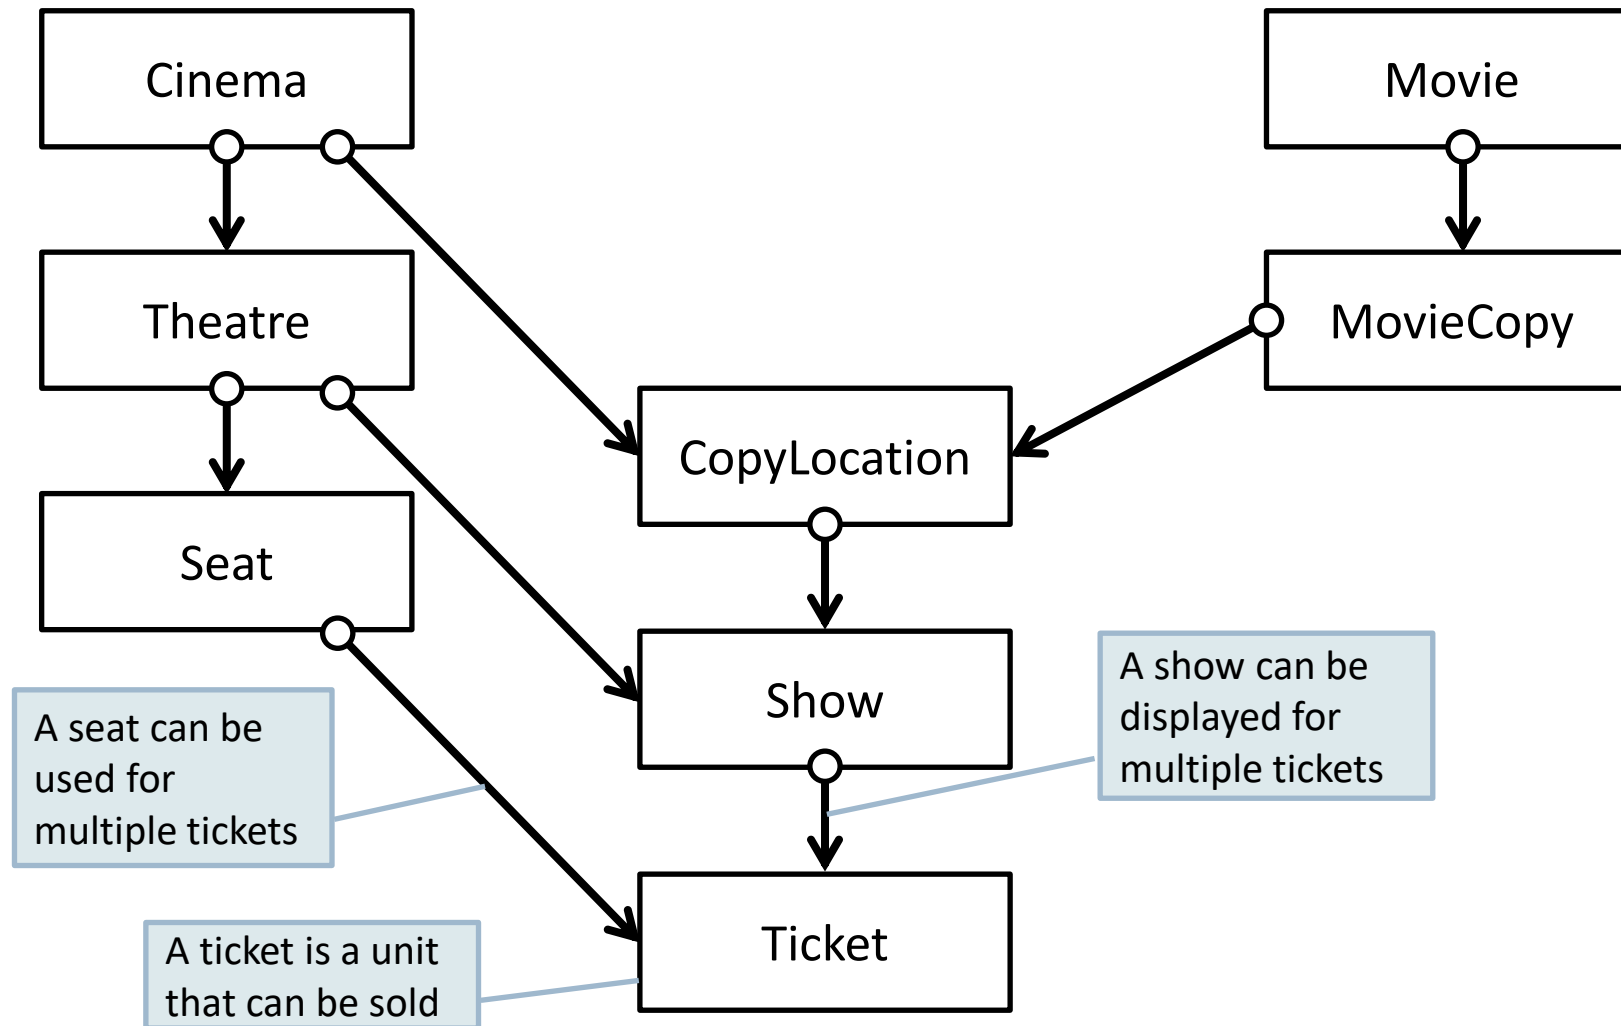 Cinema
Movie
Theatre
MovieCopy
CopyLocation
Seat
Show
A seat can be
used for
multiple tickets
A show can be
displayed for
multiple tickets
Ticket
A ticket is a unit
that can be sold